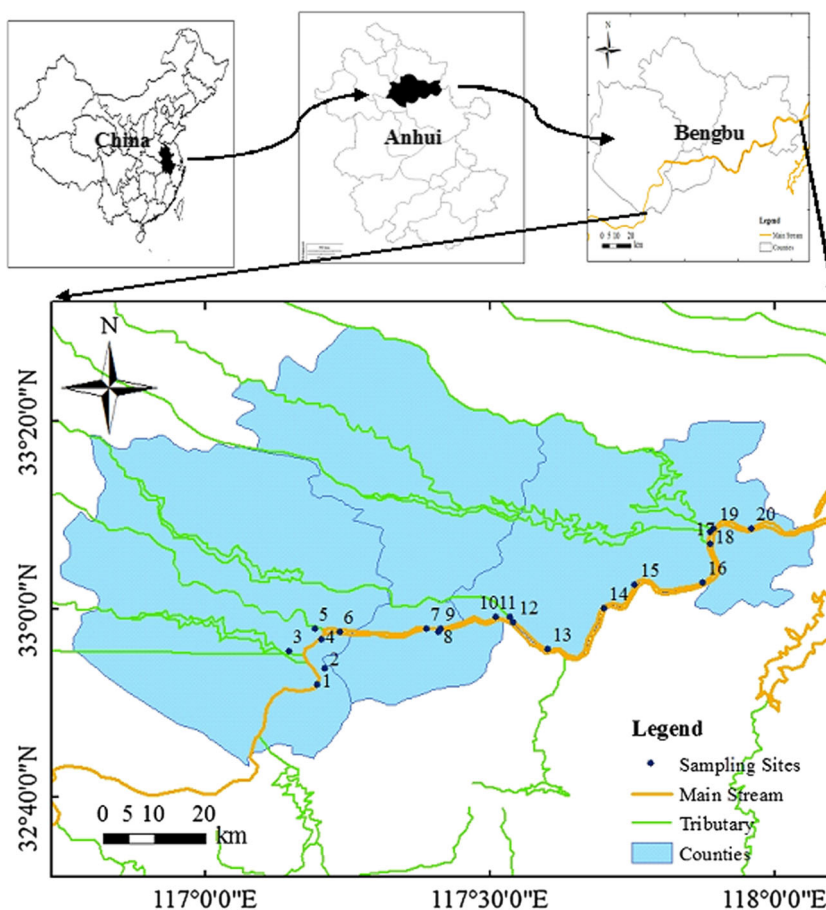 China
Anhui
Bengbu
Legend
Main Stream
Counties
0 5 10 20
km
N
33°20'0"N
33°0'0"N
32°40'0"N
1
2
3
4
5
6
7
8
9
10
11
12
13
14
15
16
17
18
19
20
Legend
Sampling Sites
Main Stream
Tributary
Counties
0 5 10 20
km
117°0'0"E
117°30'0"E
118°0'0"E